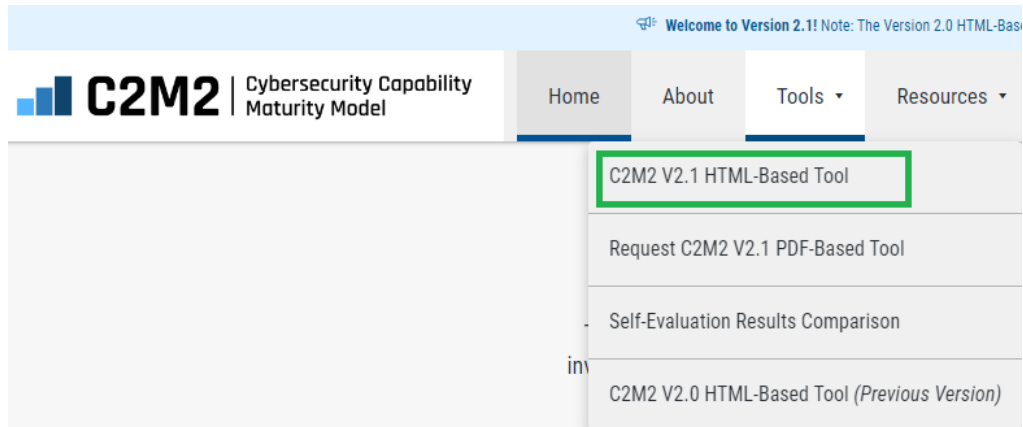 Welcome to Version 2.1! Note: The Version 2.0 HTML-Base
C2M2 Cybersecurity Capability
Maturity Model
Home About Tools Resources
C2M2 V2.1 HTML-Based Tool
Request C2M2 V2.1 PDF-Based Tool
Self-Evaluation Results Comparison
inv
C2M2 V2.0 HTML-Based Tool (Previous Version)